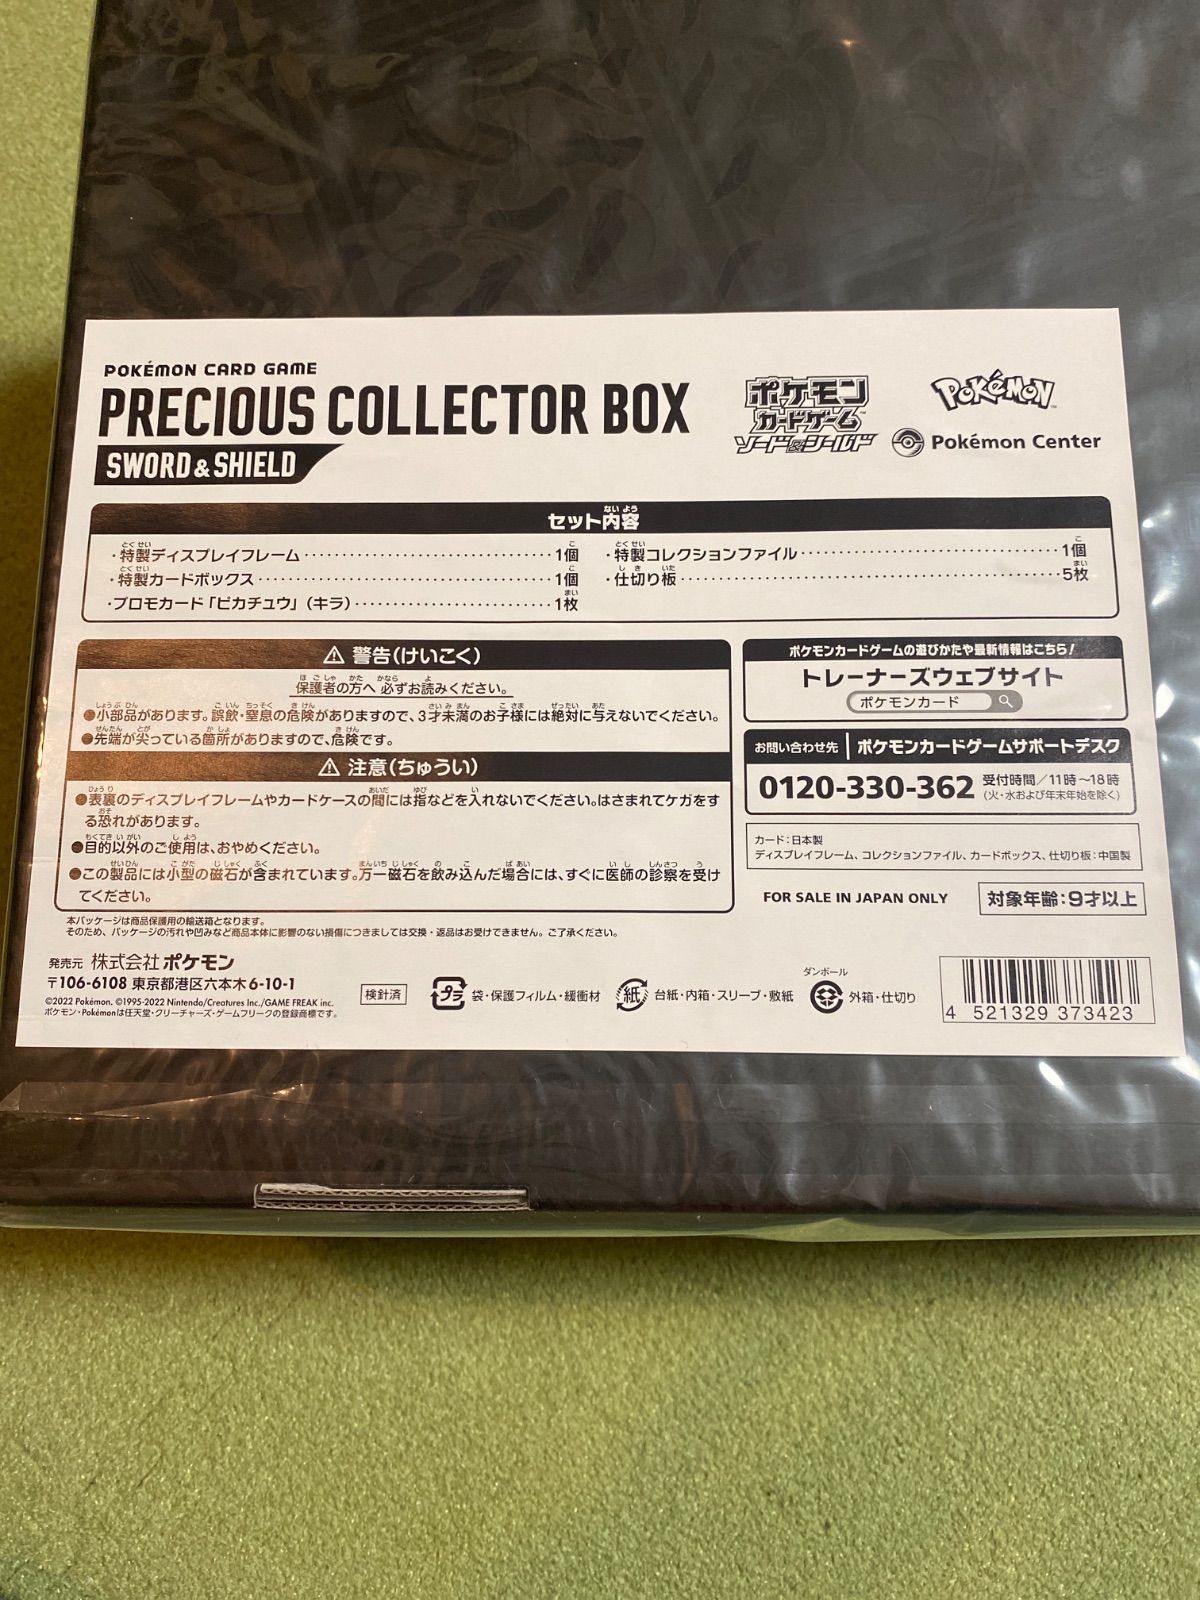 POKÉMON CARD GAME
PRECIOUS COLLECTOR BOX
SWORD & SHIELD
ポケモン
カードゲーム
ソード&シールド
POKÉMON
Pokémon Center
セット内容
・特製ディスプレイフレーム 1個
・特製カードボックス 1個
・プロモカード「ピカチュウ」(キラ) 1枚
・特製コレクションファイル 1個
・仕切り板 5枚
⚠ 警告(けいこく)
保護者の方へ 必ずお読みください。
●小部品があります。誤飲・窒息の危険がありますので、3才未満のお子様には絶対に与えないでください。
●先端が尖っている箇所がありますので、危険です。
⚠ 注意(ちゅうい)
●表裏のディスプレイフレームやカードケースの間には指などを入れないでください。はさまれてケガをす
る恐れがあります。
●目的以外のご使用は、おやめください。
●この製品には小型の磁石が含まれています。万一磁石を飲み込んだ場合には、すぐに医師の診察を受け
てください。
ポケモンカードゲームの遊びかたや最新情報はこちら!
トレーナーズウェブサイト
ポケモンカード
お問い合わせ先 ポケモンカードゲームサポートデスク
0120-330-362 受付時間/11時~18時
(火・水および年末年始を除く)
カード:日本製
ディスプレイフレーム、コレクションファイル、カードボックス、仕切り板:中国製
FOR SALE IN JAPAN ONLY
対象年齢:9才以上
本パッケージは商品保護用の輸送箱となります。
そのため、パッケージの汚れや凹みなど商品本体に影響のない損傷につきましては交換・返品はお受けできません。ご了承ください。
発売元 株式会社ポケモン
〒106-6108 東京都港区六本木6-10-1
©2022 Pokémon. ©1995-2022 Nintendo/Creatures Inc./GAME FREAK inc.
ポケモン・Pokémonは任天堂・クリーチャーズ・ゲームフリークの登録商標です。
検針済
プラ 袋・保護フィルム・緩衝材
紙 台紙・内箱・スリーブ・敷紙
ダンボール
外箱・仕切り
4 521329 373423